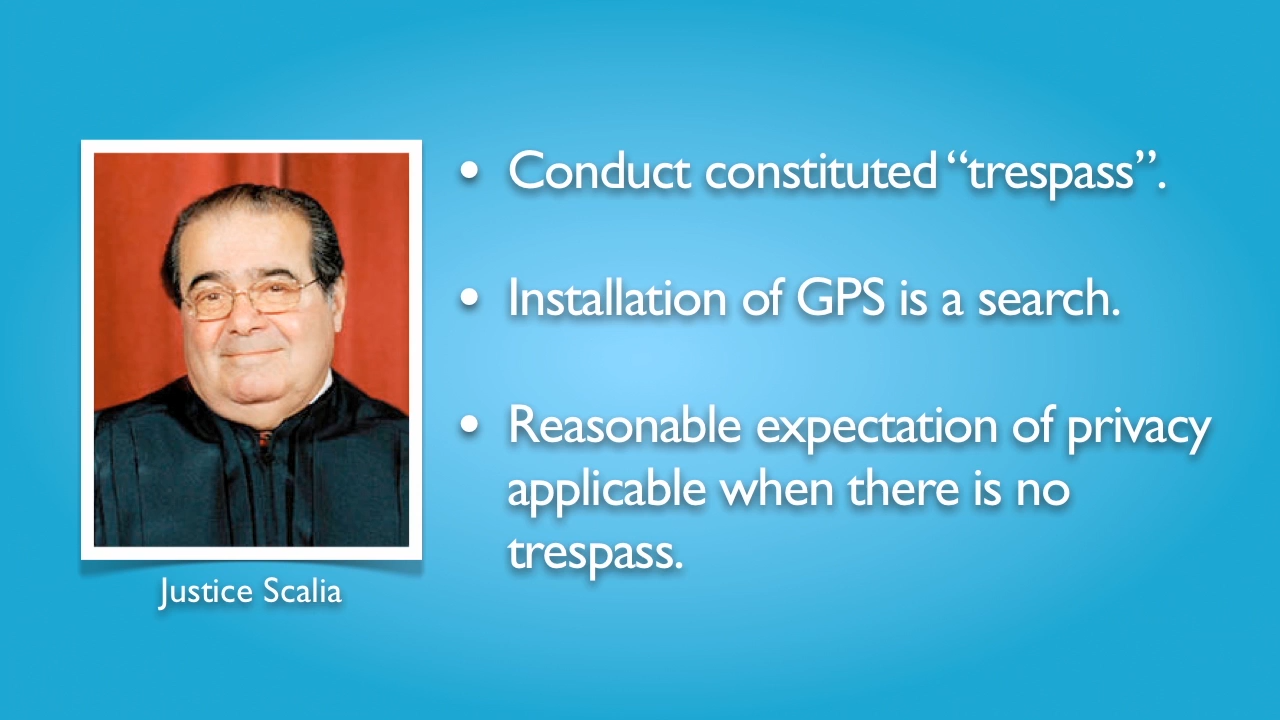 • Conduct constituted “trespass”.
• Installation of GPS is a search.
• Reasonable expectation of privacy
applicable when there is no
trespass.
Justice Scalia